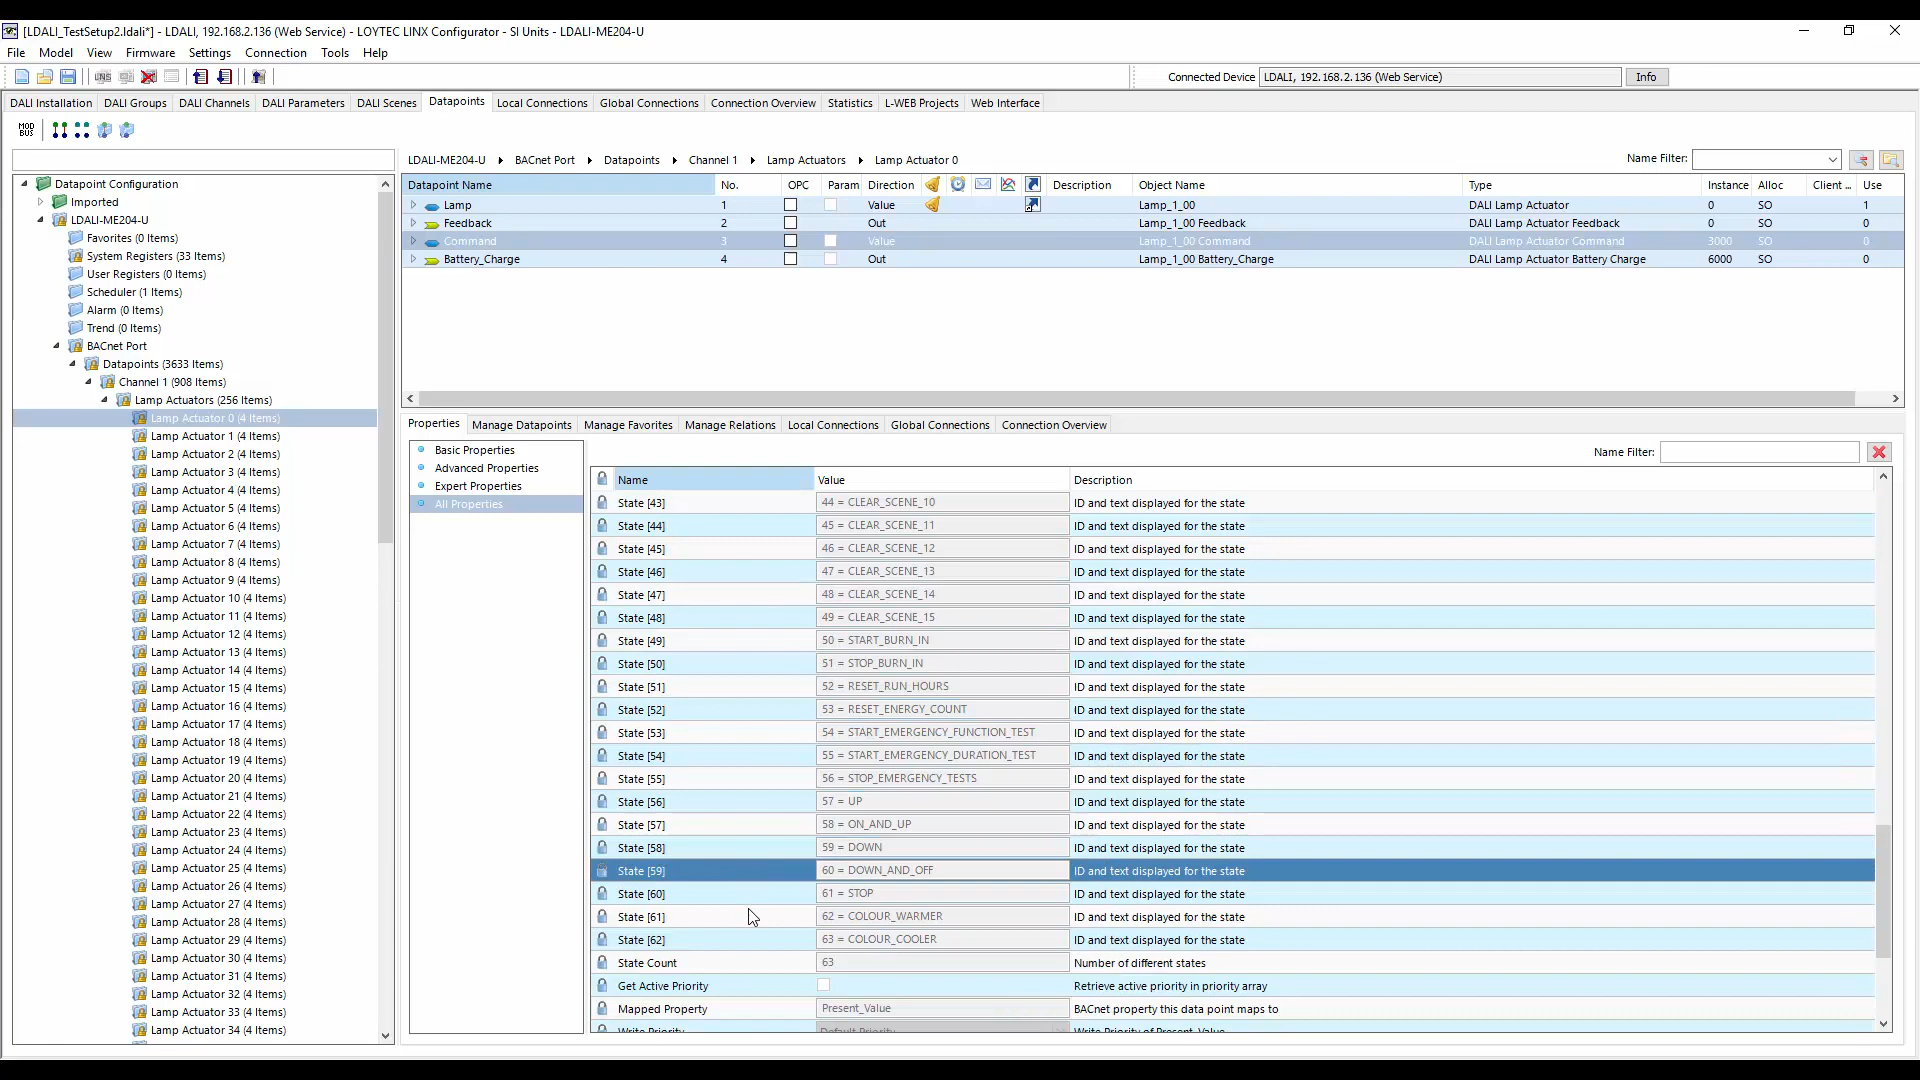 [LDALI_TestSetup2.ldali*] - LDALI, 192.168.2.136 (Web Service) - LOYTEC LINX Configurator - SI Units - LDALI-ME204-U
File Model View Firmware Settings Connection Tools Help
Connected Device LDALI, 192.168.2.136 (Web Service) Info
DALI Installation DALI Groups DALI Channels DALI Parameters DALI Scenes Datapoints Local Connections Global Connections Connection Overview Statistics L-WEB Projects Web Interface
MOD
BUS
LDALI-ME204-U BACnet Port Datapoints Channel 1 Lamp Actuators Lamp Actuator 0 Name Filter:
Datapoint Name No. OPC Param Direction Description Object Name Type Instance Alloc Client ... Use
Lamp 1 Value Lamp_1_00 DALI Lamp Actuator 0 SO 1
Feedback 2 Out Lamp_1_00 Feedback DALI Lamp Actuator Feedback 0 SO 0
Command 3 Value Lamp_1_00 Command DALI Lamp Actuator Command 3000 SO 0
Battery_Charge 4 Out Lamp_1_00 Battery_Charge DALI Lamp Actuator Battery Charge 6000 SO 0
Datapoint Configuration
Imported
LDALI-ME204-U
Favorites (0 Items)
System Registers (33 Items)
User Registers (0 Items)
Scheduler (1 Items)
Alarm (0 Items)
Trend (0 Items)
BACnet Port
Datapoints (3633 Items)
Channel 1 (908 Items)
Lamp Actuators (256 Items)
Lamp Actuator 0 (4 Items)
Lamp Actuator 1 (4 Items)
Lamp Actuator 2 (4 Items)
Lamp Actuator 3 (4 Items)
Lamp Actuator 4 (4 Items)
Lamp Actuator 5 (4 Items)
Lamp Actuator 6 (4 Items)
Lamp Actuator 7 (4 Items)
Lamp Actuator 8 (4 Items)
Lamp Actuator 9 (4 Items)
Lamp Actuator 10 (4 Items)
Lamp Actuator 11 (4 Items)
Lamp Actuator 12 (4 Items)
Lamp Actuator 13 (4 Items)
Lamp Actuator 14 (4 Items)
Lamp Actuator 15 (4 Items)
Lamp Actuator 16 (4 Items)
Lamp Actuator 17 (4 Items)
Lamp Actuator 18 (4 Items)
Lamp Actuator 19 (4 Items)
Lamp Actuator 20 (4 Items)
Lamp Actuator 21 (4 Items)
Lamp Actuator 22 (4 Items)
Lamp Actuator 23 (4 Items)
Lamp Actuator 24 (4 Items)
Lamp Actuator 25 (4 Items)
Lamp Actuator 26 (4 Items)
Lamp Actuator 27 (4 Items)
Lamp Actuator 28 (4 Items)
Lamp Actuator 29 (4 Items)
Lamp Actuator 30 (4 Items)
Lamp Actuator 31 (4 Items)
Lamp Actuator 32 (4 Items)
Lamp Actuator 33 (4 Items)
Lamp Actuator 34 (4 Items)
Properties Manage Datapoints Manage Favorites Manage Relations Local Connections Global Connections Connection Overview
Basic Properties
Advanced Properties
Expert Properties
All Properties
Name Filter:
Name Value Description
State [43] 44 = CLEAR_SCENE_10 ID and text displayed for the state
State [44] 45 = CLEAR_SCENE_11 ID and text displayed for the state
State [45] 46 = CLEAR_SCENE_12 ID and text displayed for the state
State [46] 47 = CLEAR_SCENE_13 ID and text displayed for the state
State [47] 48 = CLEAR_SCENE_14 ID and text displayed for the state
State [48] 49 = CLEAR_SCENE_15 ID and text displayed for the state
State [49] 50 = START_BURN_IN ID and text displayed for the state
State [50] 51 = STOP_BURN_IN ID and text displayed for the state
State [51] 52 = RESET_RUN_HOURS ID and text displayed for the state
State [52] 53 = RESET_ENERGY_COUNT ID and text displayed for the state
State [53] 54 = START_EMERGENCY_FUNCTION_TEST ID and text displayed for the state
State [54] 55 = START_EMERGENCY_DURATION_TEST ID and text displayed for the state
State [55] 56 = STOP_EMERGENCY_TESTS ID and text displayed for the state
State [56] 57 = UP ID and text displayed for the state
State [57] 58 = ON_AND_UP ID and text displayed for the state
State [58] 59 = DOWN ID and text displayed for the state
State [59] 60 = DOWN_AND_OFF ID and text displayed for the state
State [60] 61 = STOP ID and text displayed for the state
State [61] 62 = COLOUR_WARMER ID and text displayed for the state
State [62] 63 = COLOUR_COOLER ID and text displayed for the state
State Count 63 Number of different states
Get Active Priority Retrieve active priority in priority array
Mapped Property Present_Value BACnet property this data point maps to
Write Priority Default Priority Write Priority of Present_Value